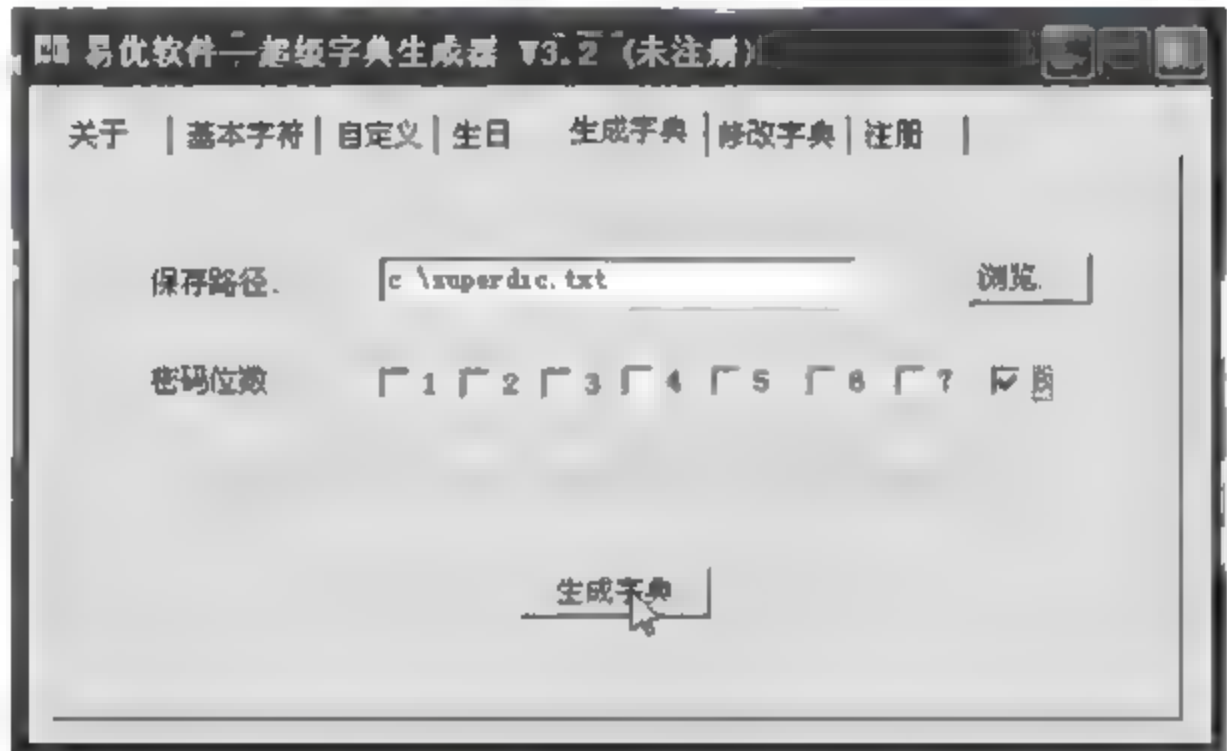 易优软件—超级字典生成器 V3.2 (未注册)
关于 基本字符 自定义 生日 生成字典 修改字典 注册
保存路径. c \superdic.txt 浏览.
密码位数 1 2 3 4 5 6 7
生成字典